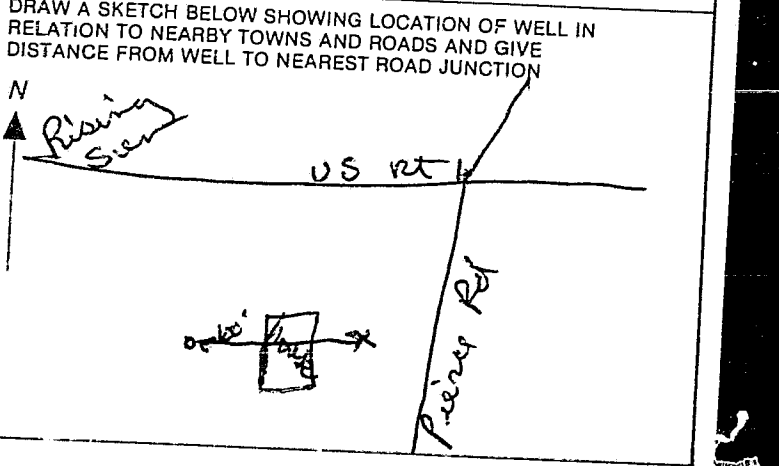 DRAW A SKETCH BELOW SHOWING LOCATION OF WELL IN
RELATION TO NEARBY TOWNS AND ROADS AND GIVE
DISTANCE FROM WELL TO NEAREST ROAD JUNCTION
N
Rising
Sun
US Rt 1
Pierce Rd